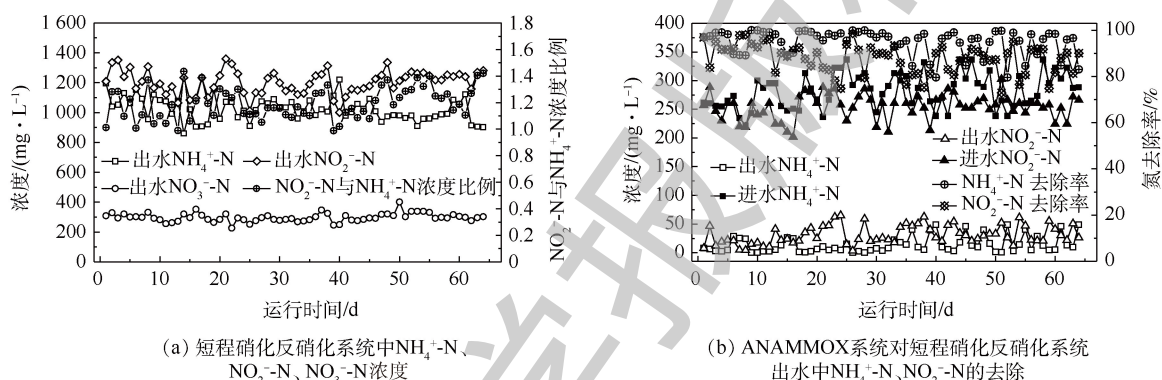 1 600
1 400
1 200
1 000
800
600
400
200
0
浓度/(mg·L⁻¹)
出水NH₄⁺-N
出水NO₂⁻-N
出水NO₃⁻-N
NO₂⁻-N与NH₄⁺-N浓度比例
1.8
1.6
1.4
1.2
1.0
0.8
0.6
0.4
0.2
0
NO₂⁻-N与NH₄⁺-N浓度比例
0 10 20 30 40 50 60
运行时间/d
(a) 短程硝化反硝化系统中NH₄⁺-N、
NO₂⁻-N、NO₃⁻-N浓度
400
350
300
250
200
150
100
50
0
浓度/(mg·L⁻¹)
出水NO₂⁻-N
出水NH₄⁺-N
进水NO₂⁻-N
进水NH₄⁺-N
NH₄⁺-N 去除率
NO₂⁻-N 去除率
100
80
60
40
20
0
氮去除率/%
0 10 20 30 40 50 60
运行时间/d
(b) ANAMMOX系统对短程硝化反硝化系统
出水中NH₄⁺-N、NO₂⁻-N的去除
学报